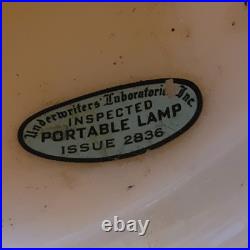 Underwriters' Laboratories, Inc.
INSPECTED
PORTABLE LAMP
ISSUE 2836